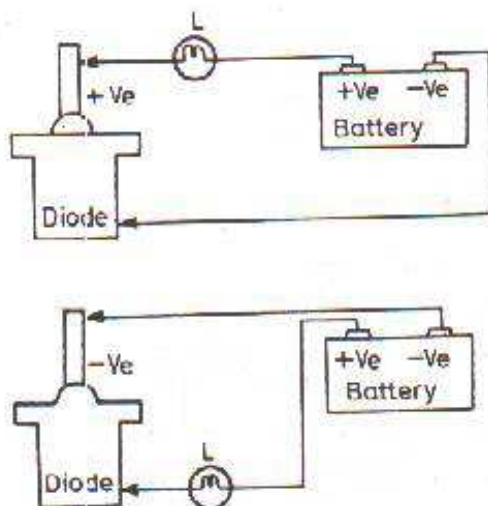 L
+Ve
+Ve -Ve
Battery
Diode
-Ve
+Ve -Ve
Battery
L
Diode